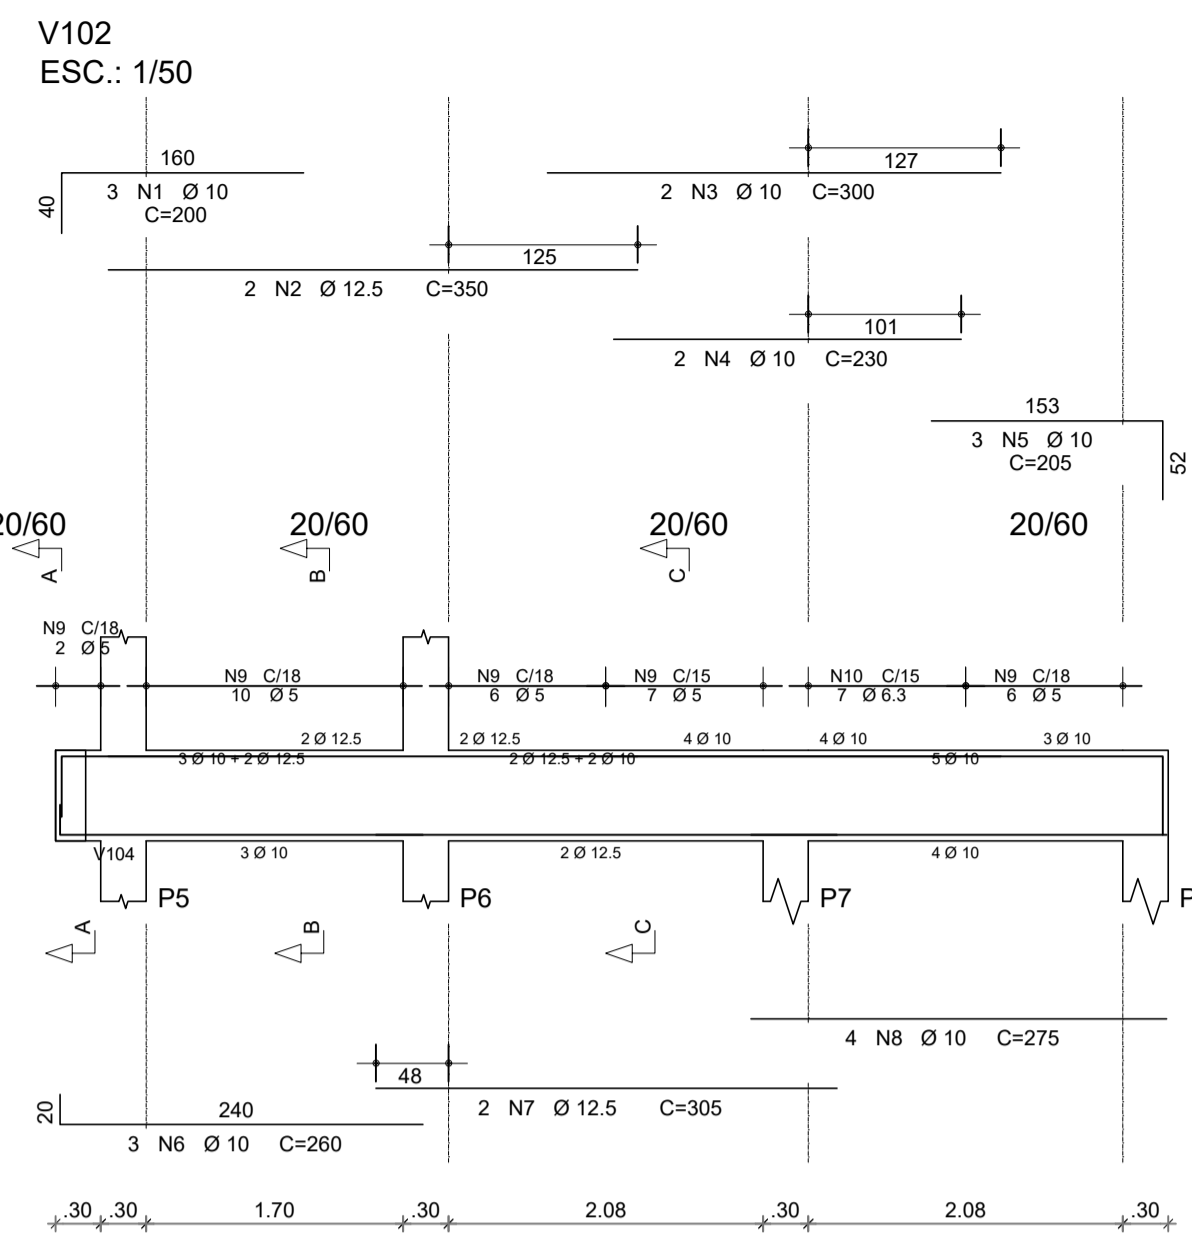 V102
ESC.: 1/50
160
127
3 N1 Ø 10
C=200
40
2 N3 Ø 10 C=300
125
2 N2 Ø 12.5 C=350
101
2 N4 Ø 10 C=230
153
3 N5 Ø 10
C=205
52
20/60 20/60 20/60 20/60
A B C
N9 C/18
2 Ø 5
N9 C/18
10 Ø 5
N9 C/18
6 Ø 5
N9 C/15
7 Ø 5
N10 C/15
7 Ø 6.3
N9 C/18
6 Ø 5
2 Ø 12.5 2 Ø 12.5 4 Ø 10 4 Ø 10 3 Ø 10
3 Ø 10 + 2 Ø 12.5 2 Ø 12.5 + 2 Ø 10 5 Ø 10
V104 3 Ø 10 2 Ø 12.5 4 Ø 10
P5 P6 P7 P
A B C
4 N8 Ø 10 C=275
48
2 N7 Ø 12.5 C=305
20
240
3 N6 Ø 10 C=260
.30 .30 1.70 .30 2.08 .30 2.08 .30